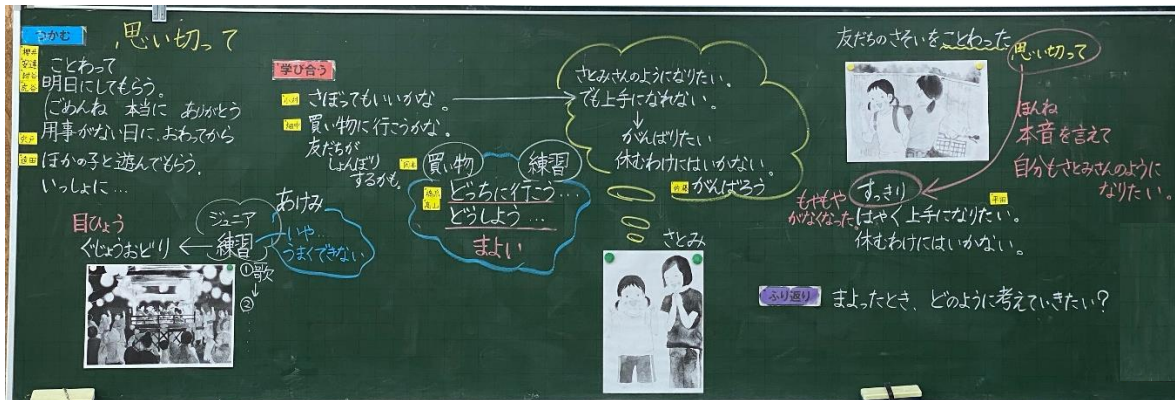 つかむ
思い切って
ことわって
明日にしてもらう。
ごめんね 本当に ありがとう
用事がない日に、おわってから
ほかの子と遊んでもらう。
いっしょに…
目ひょう
ぐじょうおどり
ジュニア
練習
①歌
②
あけみ
いや…
うまくできない
学び合う
さぼってもいいかな。
買い物に行こうかな。
友だちが
しょんぼり
するかも。
買い物
練習
どっちに行こう…
どうしよう…
まよい
さとみさんのようになりたい。
でも上手になれない。
がんばりたい
休むわけにはいかない。
がんばろう
さとみ
友だちのさそいをことわった
思い切って
ほんね
本音を言えて
自分もさとみさんのように
なりたい。
すっきり
もやもや
がなくなった
平田
はやく上手になりたい。
休むわけにはいかない。
ふり返り
まよったとき、どのように考えていきたい?